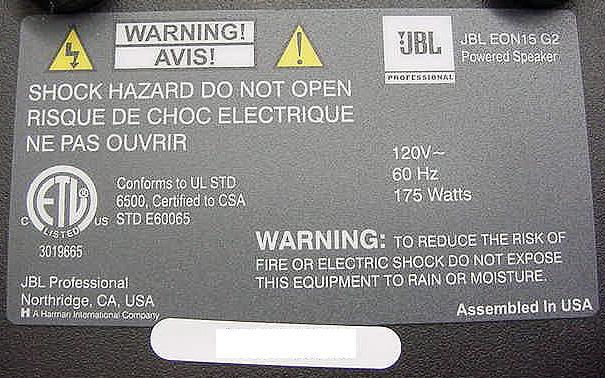 WARNING!
AVIS!
SHOCK HAZARD DO NOT OPEN
RISQUE DE CHOC ELECTRIQUE
NE PAS OUVRIR
JBL
PROFESSIONAL
JBL EON15 G2
Powered Speaker
120V~
60 Hz
175 Watts
ETL
LISTED
C US
3019665
Conforms to UL STD
6500, Certified to CSA
STD E60065
WARNING: TO REDUCE THE RISK OF
FIRE OR ELECTRIC SHOCK DO NOT EXPOSE
THIS EQUIPMENT TO RAIN OR MOISTURE.
JBL Professional
Northridge, CA, USA
H A Harman International Company
Assembled In USA